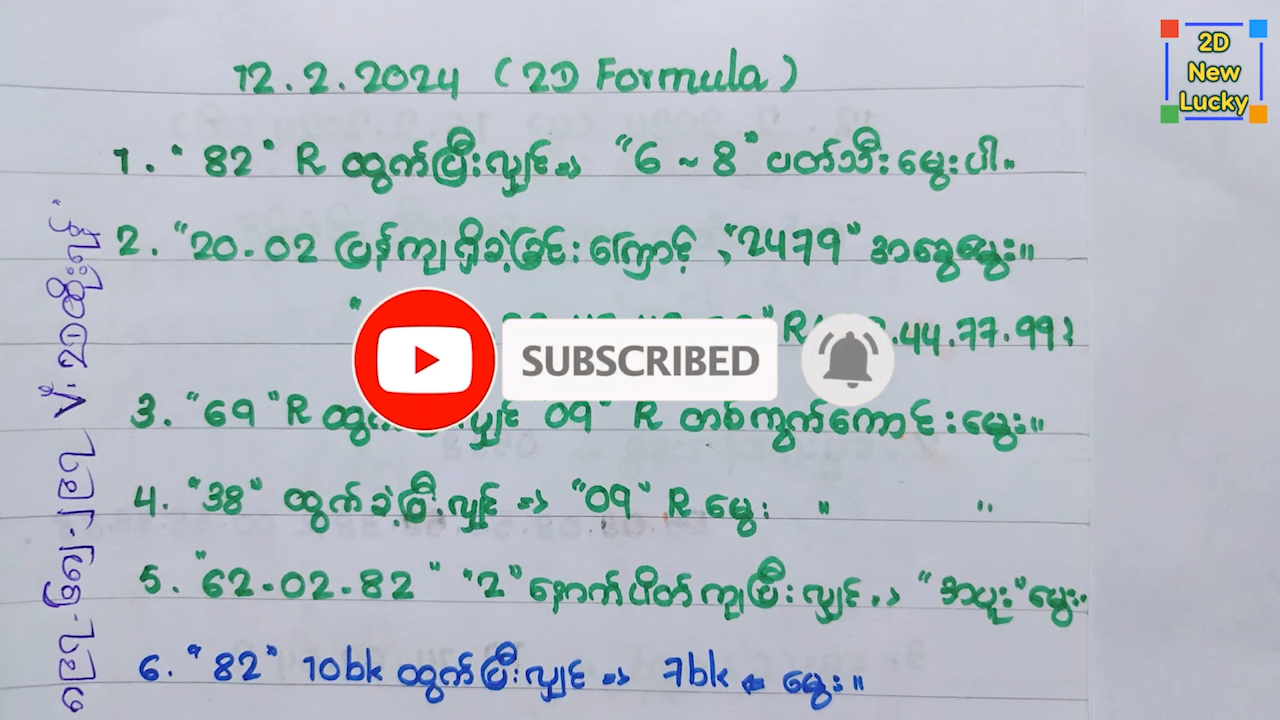 12.2.2024 (2D Formula)
2D
New
Lucky
1. "82" R ထွက်ပြီးလျှင် => "6 ~ 8" ပတ်သီးမွေးပါ။
2. "20.02 ပြန်ကျရှိခဲ့ခြင်းကြောင့်, "2479" အခွေမွေး။
" R .44.77.99}
SUBSCRIBED
3. "69" R "09" R တစ်ကွက်ကောင်းမွေး။
4. "38" ထွက်ခဲ့ပြီးလျှင် => "09" R မွေး " "
5. "62-02-82" "2" နောက်ပိတ်ကျပြီးလျှင် => "အပူး" မွေး
6. "82" 10bk ထွက်ပြီးလျှင် => 7bk မွေး။